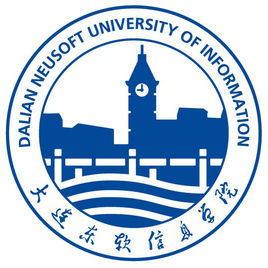 DALIAN NEUSOFT UNIVERSITY OF INFORMATION
大连东软信息学院